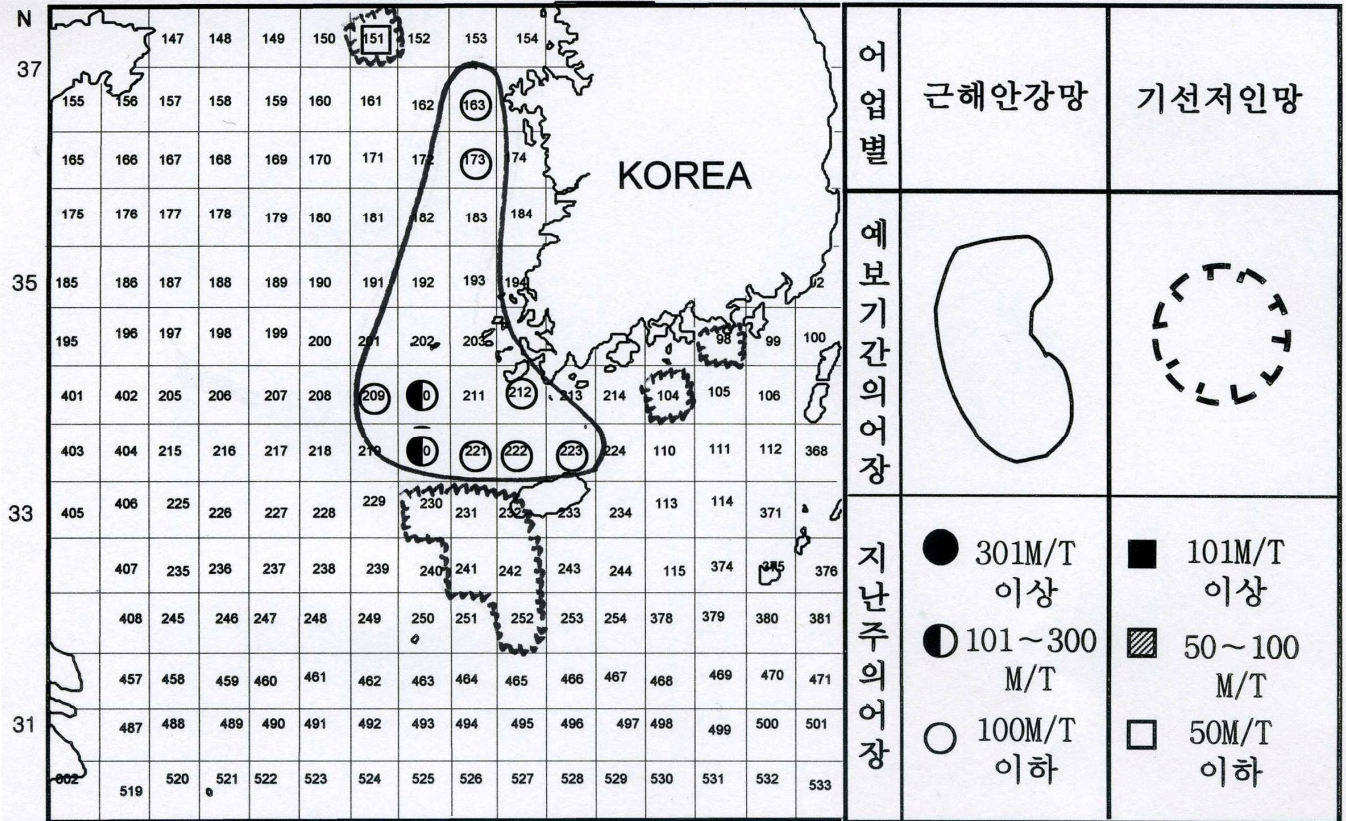 N
147 148 149 150 151 152 153 154
37
155 156 157 158 159 160 161 162 163
165 166 167 168 169 170 171 172 173 174
KOREA
175 176 177 178 179 180 181 182 183 184
35
185 186 187 188 189 190 191 192 193 194
195 196 197 198 199 200 201 202 203 98 99 100
401 402 205 206 207 208 209 0 211 212 213 214 104 105 106
403 404 215 216 217 218 219 0 221 222 223 224 110 111 112 368
33
405 406 225 226 227 228 229 230 231 232 233 234 113 114 371
407 235 236 237 238 239 240 241 242 243 244 115 374 375 376
408 245 246 247 248 249 250 251 252 253 254 378 379 380 381
457 458 459 460 461 462 463 464 465 466 467 468 469 470 471
31
487 488 489 490 491 492 493 494 495 496 497 498 499 500 501
519 520 521 522 523 524 525 526 527 528 529 530 531 532 533
어업별
근해안강망
기선저인망
예보기간의어장
지난주의어장
301M/T
이상
101~300
M/T
100M/T
이하
101M/T
이상
50~100
M/T
50M/T
이하